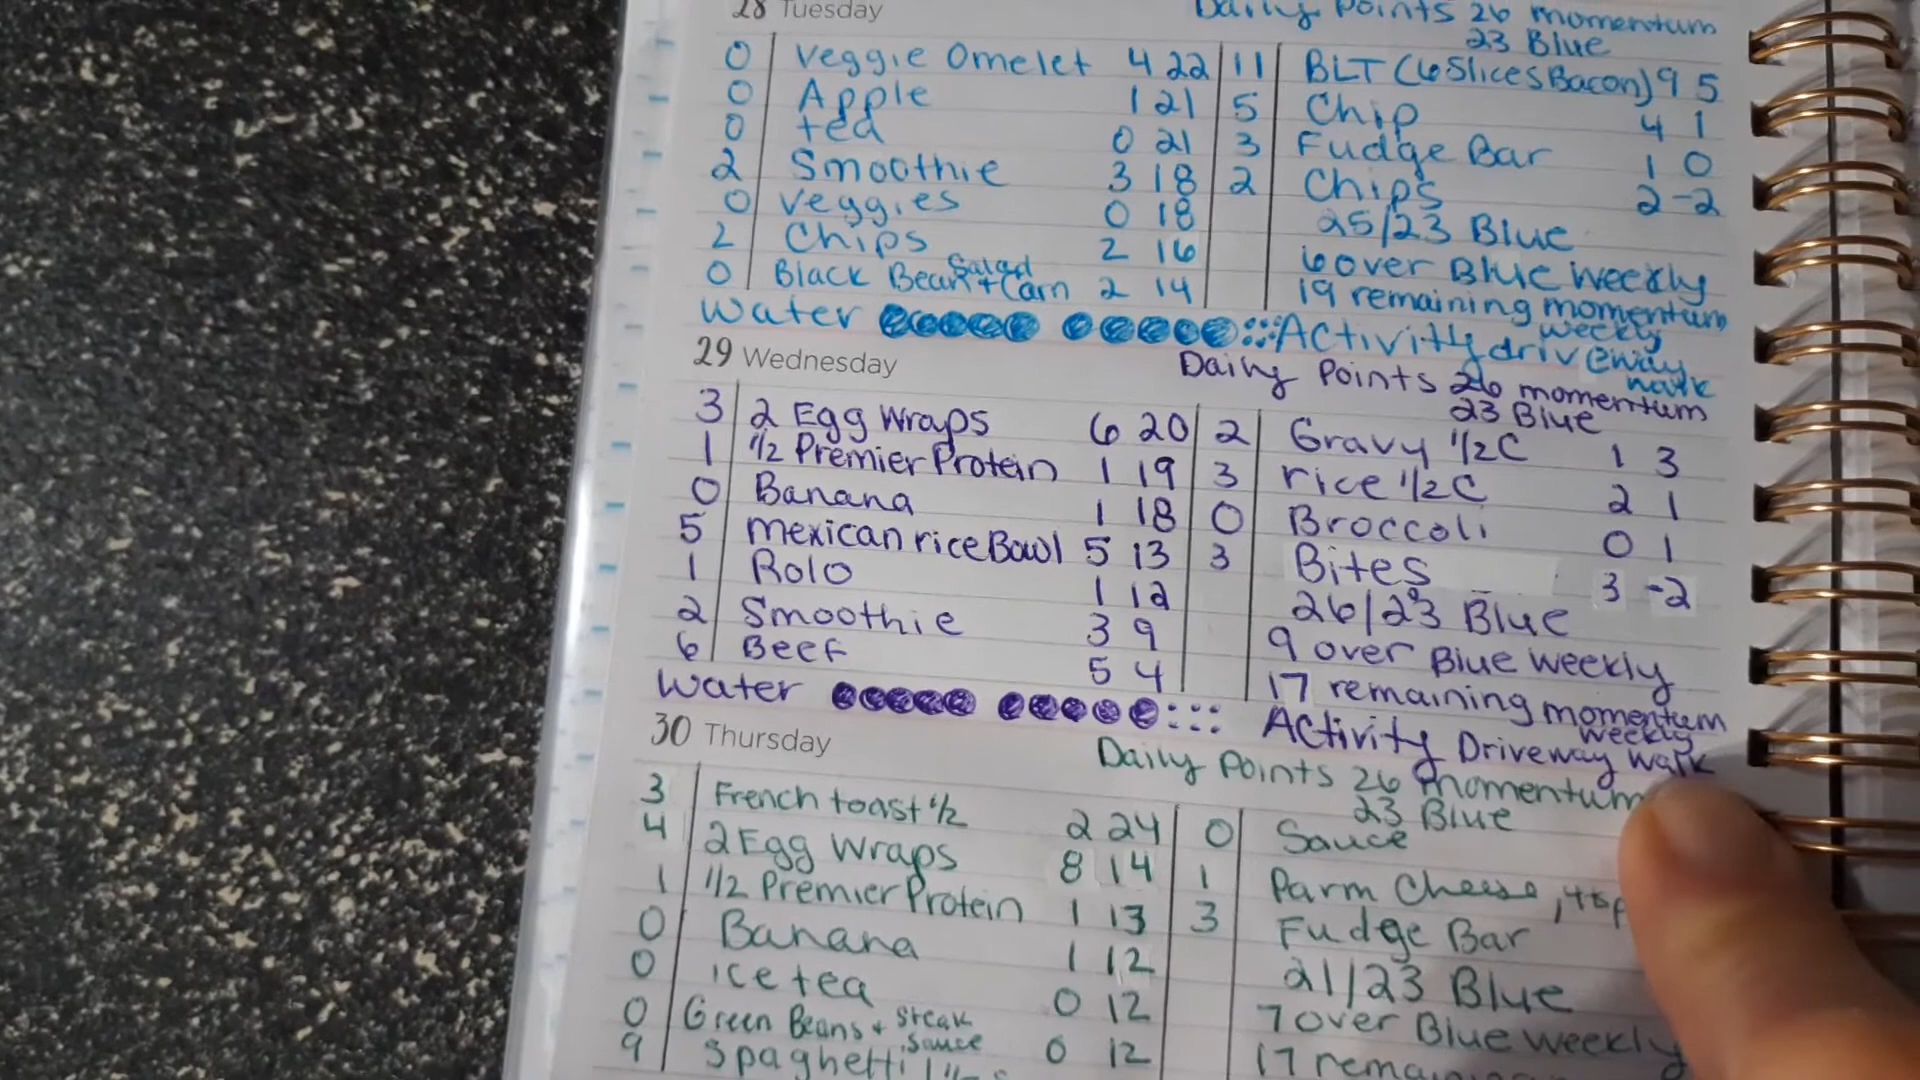 28 Tuesday
Daily Points 26 momentum
23 Blue
0 Veggie Omelet 4 22
0 Apple 1 21
0 tea 0 21
2 Smoothie 3 18
0 Veggies 0 18
2 Chips 2 16
0 Black Bean + Corn Salad 2 14
11 BLT (6 Slices Bacon) 9 5
5 Chip 4 1
3 Fudge Bar 1 0
2 Chips 2 -2
25/23 Blue
6 over Blue weekly
19 remaining momentum
weekly
Water
Activity driveway
walk
29 Wednesday
Daily Points 26 momentum
23 Blue
3 2 Egg Wraps 6 20
1 1/2 Premier Protein 1 19
0 Banana 1 18
5 mexican rice Bowl 5 13
1 Rolo 1 12
2 Smoothie 3 9
6 Beef 5 4
2 Gravy 1/2 C 1 3
3 rice 1/2 C 2 1
0 Broccoli 0 1
3 Bites 3 -2
26/23 Blue
9 over Blue weekly
17 remaining momentum
weekly
Water
Activity Driveway walk
30 Thursday
Daily Points 26 momentum
23 Blue
3 French toast 1/2 2 24
4 2 Egg Wraps 8 14
1 1/2 Premier Protein 1 13
0 Banana 1 12
0 ice tea 0 12
0 Green Beans + Steak Sauce 0 12
9 Spaghetti
0 Sauce
1 Parm Cheese
3 Fudge Bar
21/23 Blue
7 over Blue weekly
17